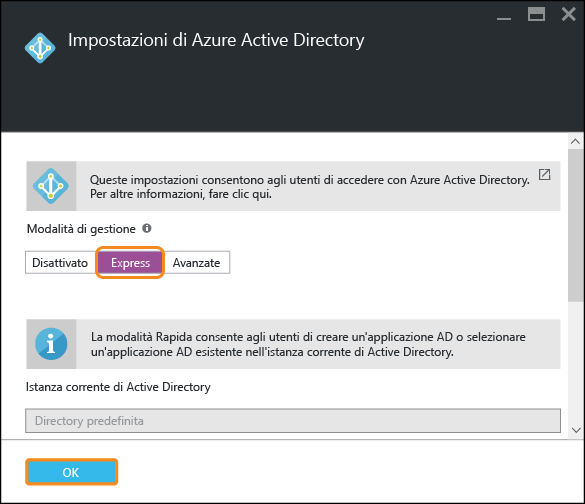 Impostazioni di Azure Active Directory
Queste impostazioni consentono agli utenti di accedere con Azure Active Directory.
Per altre informazioni, fare clic qui.
Modalità di gestione
Disattivato Express Avanzate
La modalità Rapida consente agli utenti di creare un'applicazione AD o selezionare
un'applicazione AD esistente nell'istanza corrente di Active Directory.
Istanza corrente di Active Directory
Directory predefinita
OK